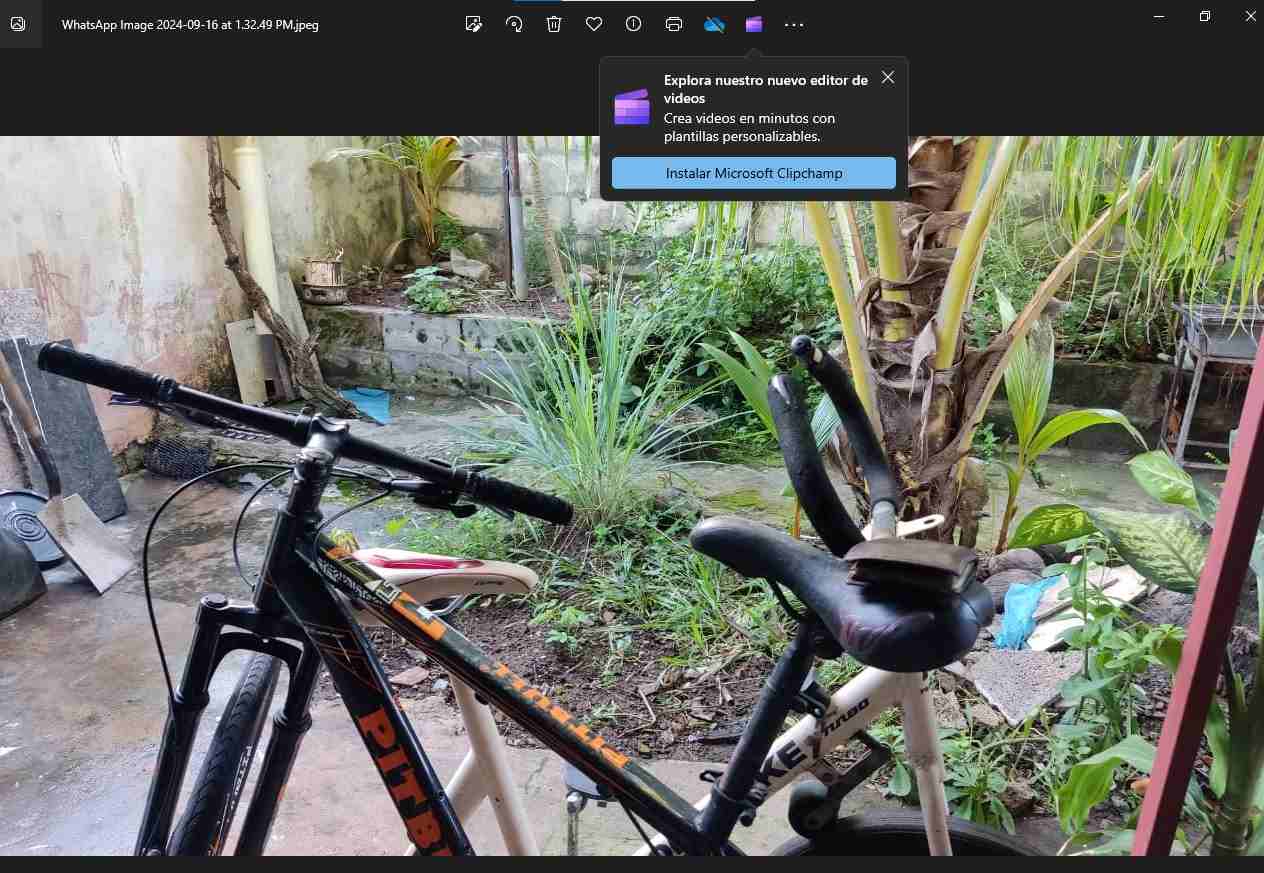 WhatsApp Image 2024-09-16 at 1.32.49 PM.jpeg
Explora nuestro nuevo editor de
videos
Crea videos en minutos con
plantillas personalizables.
Instalar Microsoft Clipchamp
PITB
KE